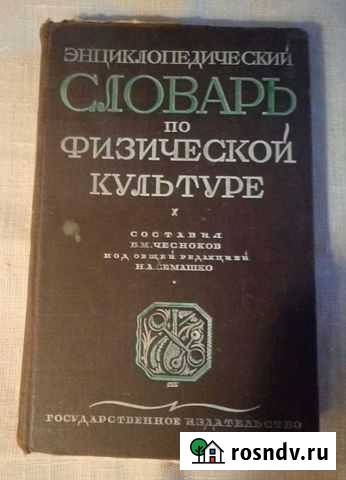 ЭНЦИКЛОПЕДИЧЕСКИЙ
СЛОВАРЬ
ПО
ФИЗИЧЕСКОЙ
КУЛЬТУРЕ
СОСТАВИЛ
Б.М.ЧЕСНОКОВ
ПОД ОБЩЕЙ РЕДАКЦИЕЙ
Н.А.СЕМАШКО
ГОСУДАРСТВЕННОЕ ИЗДАТЕЛЬСТВО
rosndv.ru